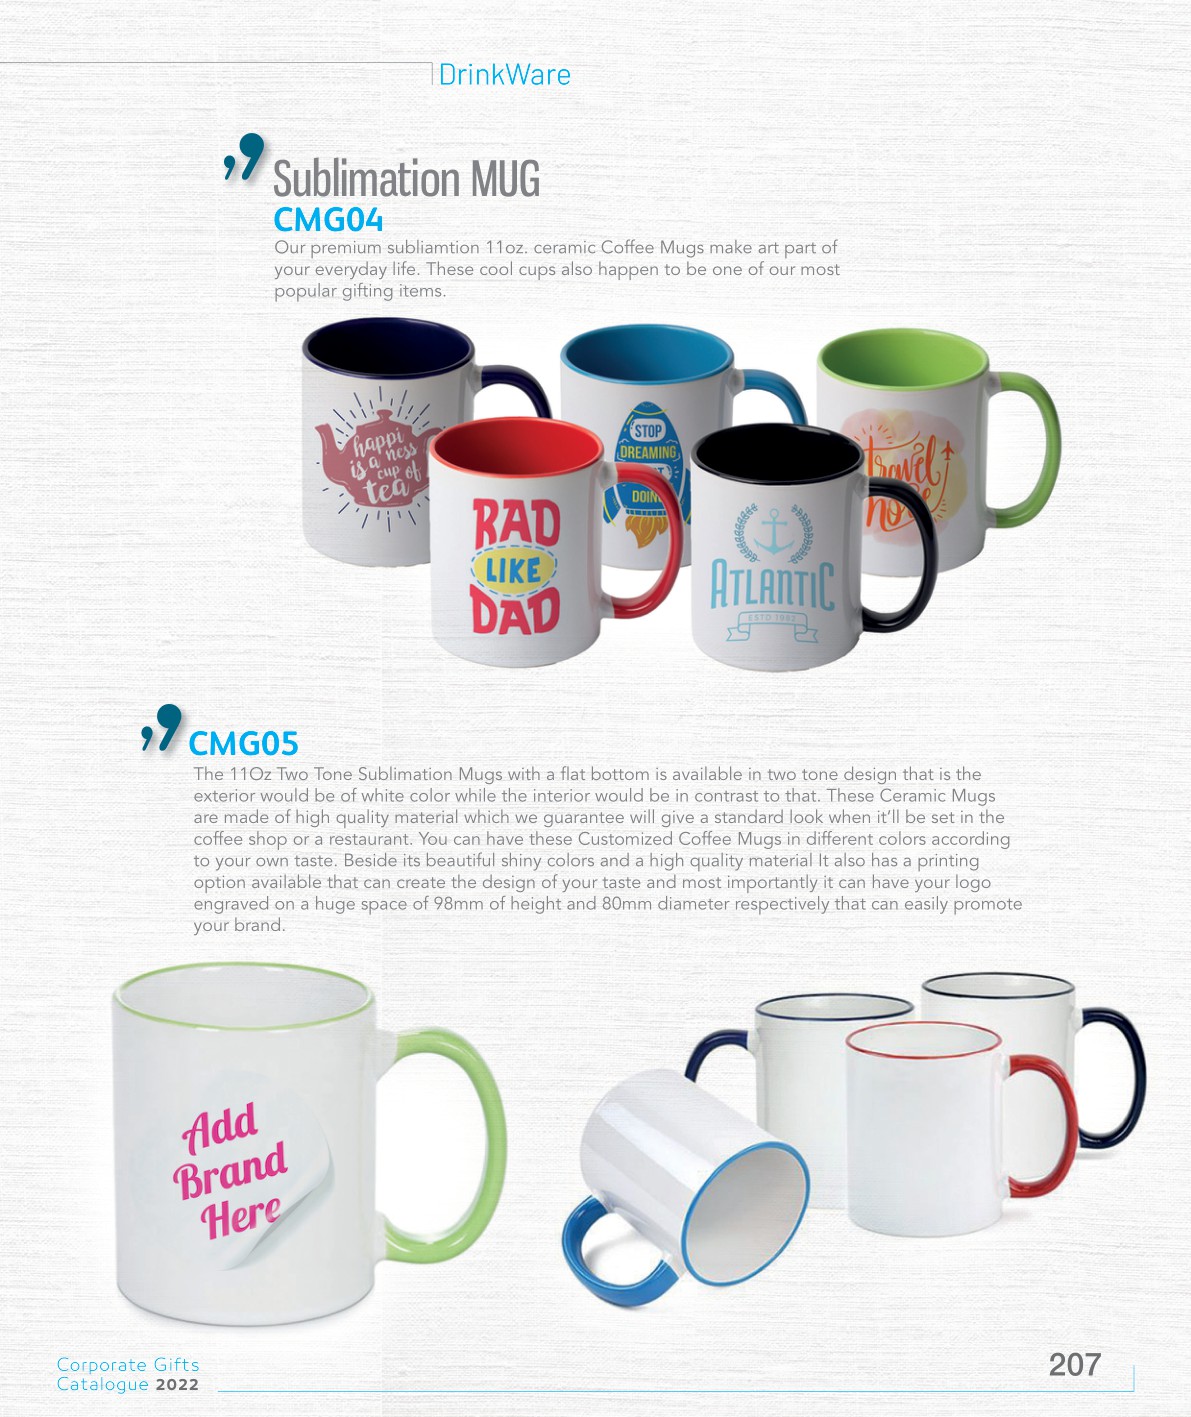 DrinkWare
Sublimation MUG
CMG04
Our premium subliamtion 11oz. ceramic Coffee Mugs make art part of
your everyday life. These cool cups also happen to be one of our most
popular gifting items.
happi
is a ness
cup of
tea
STOP
DREAMING
DOIN
travel
RAD
LIKE
DAD
ATLANTIC
ESTD 1982
CMG05
The 11Oz Two Tone Sublimation Mugs with a flat bottom is available in two tone design that is the
exterior would be of white color while the interior would be in contrast to that. These Ceramic Mugs
are made of high quality material which we guarantee will give a standard look when it’ll be set in the
coffee shop or a restaurant. You can have these Customized Coffee Mugs in different colors according
to your own taste. Beside its beautiful shiny colors and a high quality material It also has a printing
option available that can create the design of your taste and most importantly it can have your logo
engraved on a huge space of 98mm of height and 80mm diameter respectively that can easily promote
your brand.
Add
Brand
Here
Corporate Gifts
Catalogue 2022
207